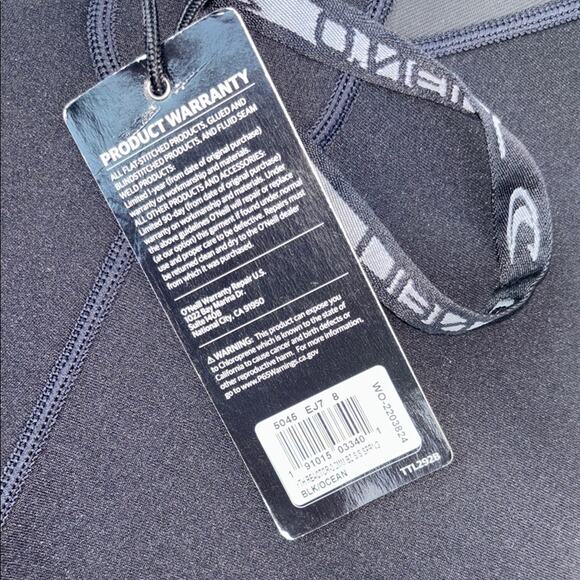 PRODUCT WARRANTY
ALL FLAT-STITCHED PRODUCTS, GLUED AND
BLINDSTITCHED PRODUCTS, AND FLUID SEAM
WELD PRODUCTS:
Limited 1-year (from date of original purchase)
warranty on workmanship and materials.
ALL OTHER PRODUCTS AND ACCESSORIES:
Limited 90-day (from date of original purchase)
warranty on workmanship and materials. Under
the above guidelines O'Neill will repair or replace
(at our option) this garment if found under normal
use and proper care to be defective. Repairs must
be returned clean and dry to the O'Neill dealer
from which it was purchased.
O'Neill Warranty Repair U.S.
1022 Bay Marina Dr.
Suite 140B
National City, CA 91950
WARNING: This product can expose you
to Chloroprene which is known to the state of
California to cause cancer and birth defects or
other reproductive harm. For more information,
go to www.P65Warnings.ca.gov
5045 EJ7 8
WO-2203824
1 91015 03340 1
BLK/OCEAN
TTL292B